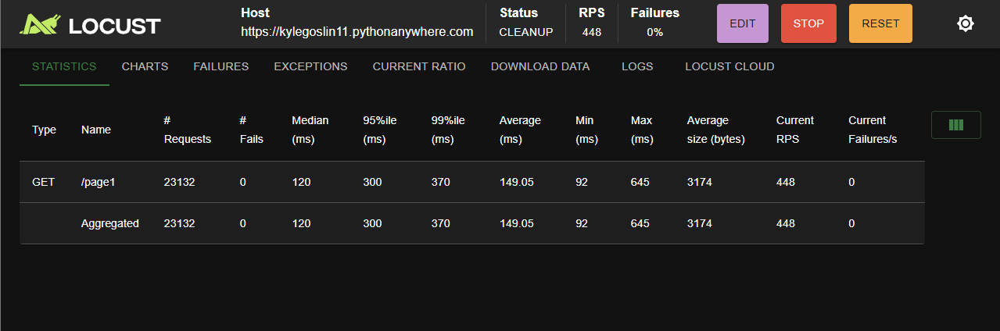 LOCUST
Host
https://kylegoslin11.pythonanywhere.com
Status
CLEANUP
RPS
448
Failures
0%
EDIT
STOP
RESET
STATISTICS CHARTS FAILURES EXCEPTIONS CURRENT RATIO DOWNLOAD DATA LOGS LOCUST CLOUD
Type Name # Requests # Fails Median (ms) 95%ile (ms) 99%ile (ms) Average (ms) Min (ms) Max (ms) Average size (bytes) Current RPS Current Failures/s
GET /page1 23132 0 120 300 370 149.05 92 645 3174 448 0
Aggregated 23132 0 120 300 370 149.05 92 645 3174 448 0